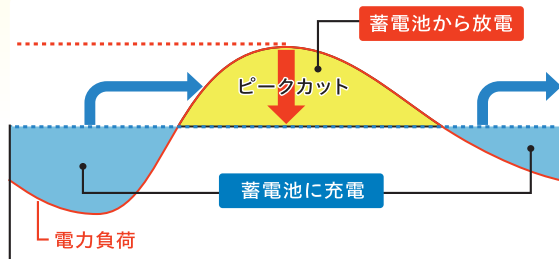 蓄電池から放電
ピークカット
蓄電池に充電
電力負荷